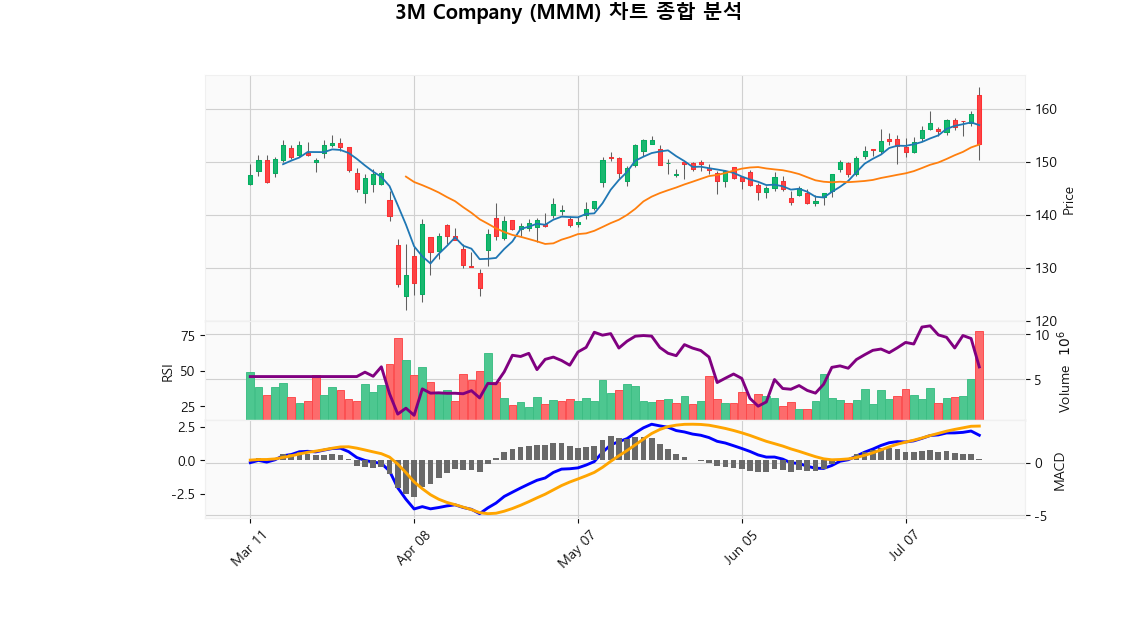 3M Company (MMM) 차트 종합 분석
160
150
140
130
120
Price
75
50
25
RSI
10
5
Volume 10^6
2.5
0.0
-2.5
0
-5
MACD
Mar 11
Apr 08
May 07
Jun 05
Jul 07